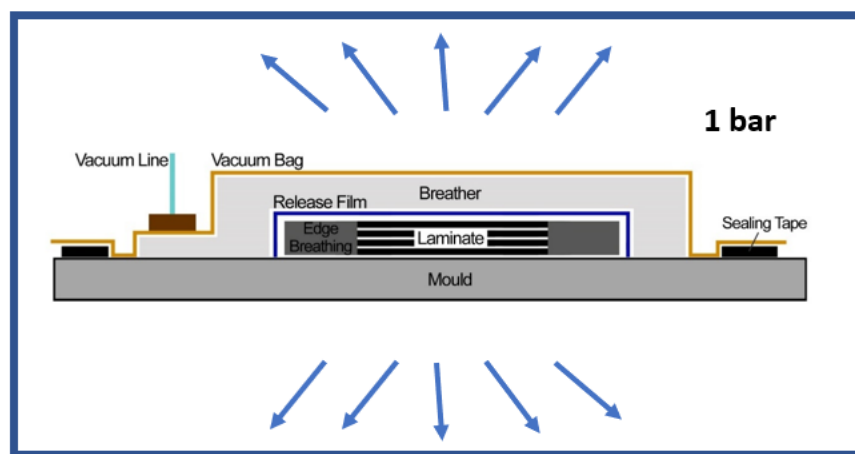 1 bar
Vacuum Line
Vacuum Bag
Breather
Release Film
Sealing Tape
Edge
Breathing
Laminate
Mould